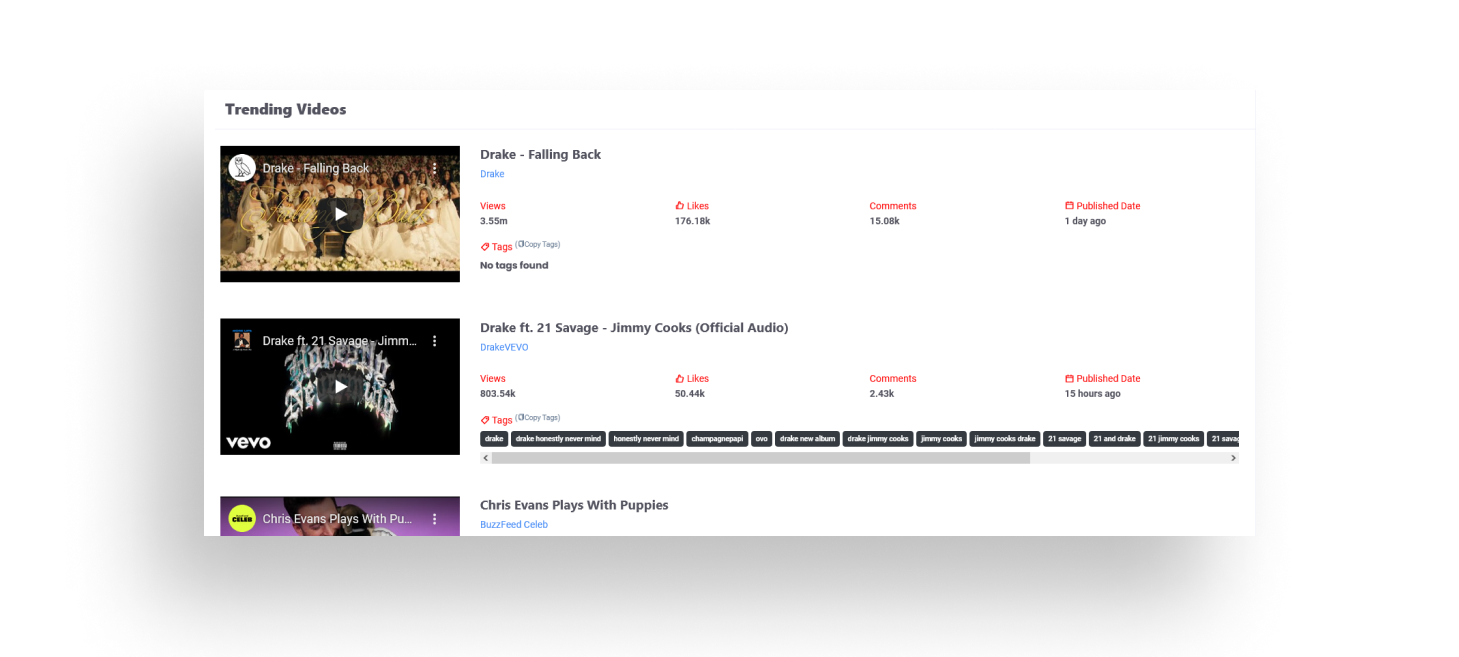 Trending Videos
Drake - Falling Back
Drake - Falling Back
Drake
Views
Likes
Comments
Published Date
3.55m
176.18k
15.08k
1 day ago
Tags (Copy Tags)
No tags found
Drake ft. 21 Savage - Jimm...
vevo
Drake ft. 21 Savage - Jimmy Cooks (Official Audio)
DrakeVEVO
Views
Likes
Comments
Published Date
803.54k
50.44k
2.43k
15 hours ago
Tags (Copy Tags)
drake drake honestly never mind honestly never mind champagnepapi ovo drake new album drake jimmy cooks jimmy cooks jimmy cooks drake 21 savage 21 and drake 21 jimmy cooks 21 savag
CELEB
Chris Evans Plays With Pu...
Chris Evans Plays With Puppies
BuzzFeed Celeb